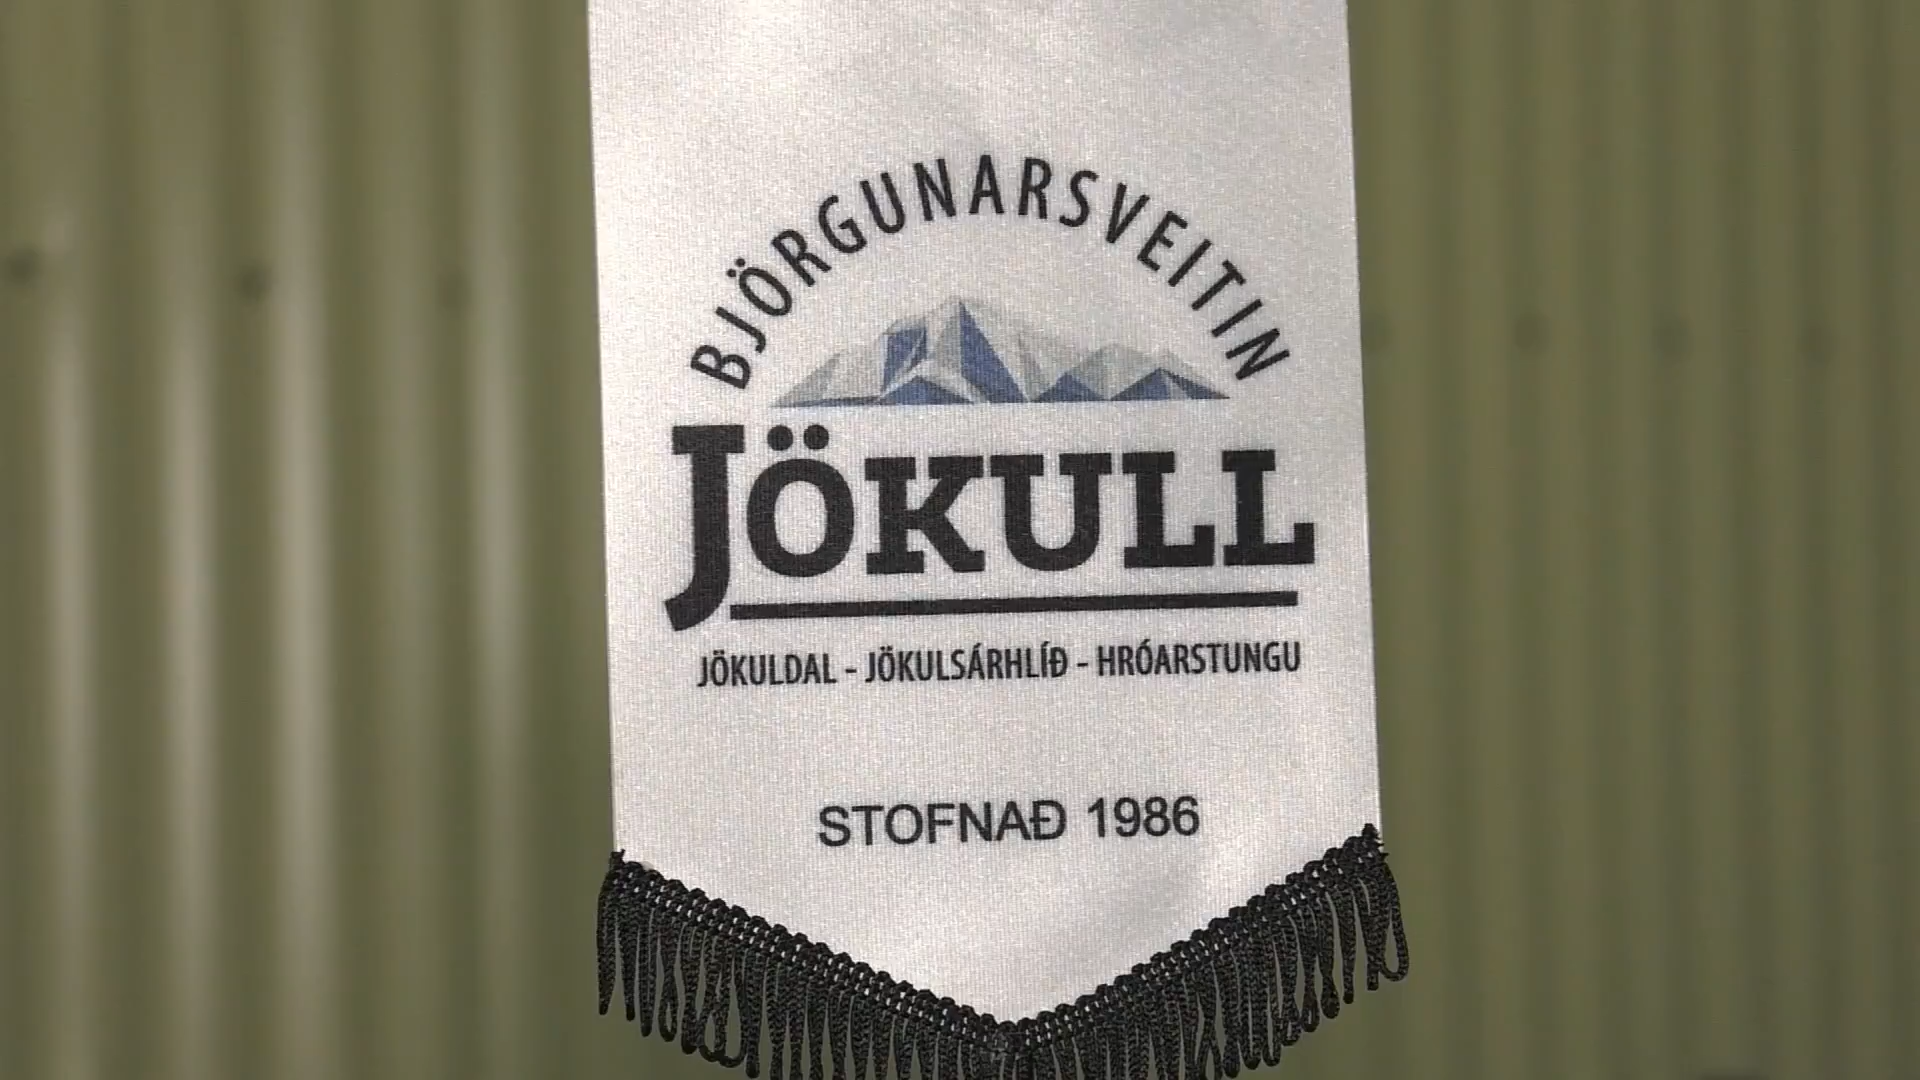 BJÖRGUNARSVEITIN
JÖKULL
JÖKULDAL - JÖKULSÁRHLÍÐ - HRÓARSTUNGU
STOFNAÐ 1986